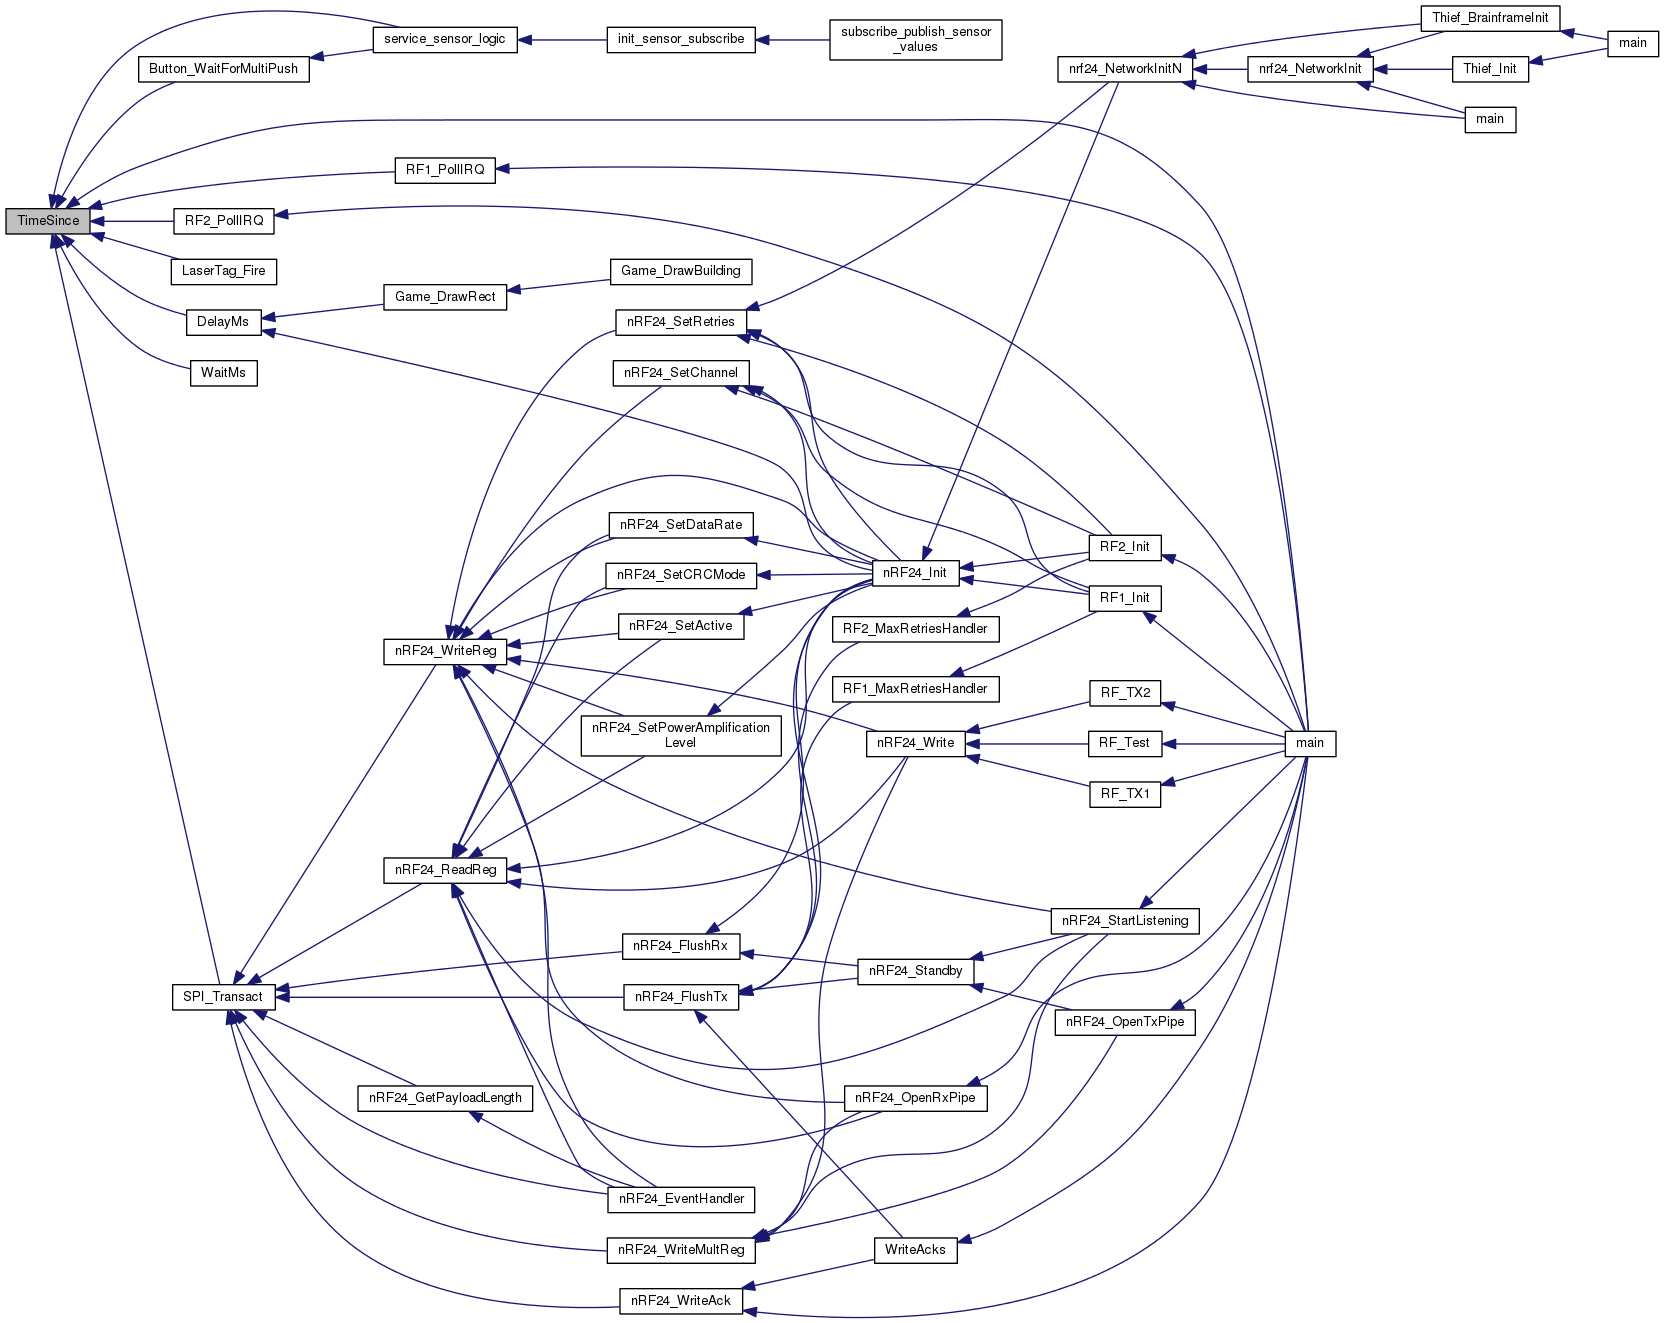 Thief_BrainframeInit
service_sensor_logic
init_sensor_subscribe
subscribe_publish_sensor
_values
main
Button_WaitForMultiPush
nrf24_NetworkInitN
nrf24_NetworkInit
Thief_Init
main
RF1_PollIRQ
TimeSince
RF2_PollIRQ
LaserTag_Fire
Game_DrawBuilding
Game_DrawRect
DelayMs
nRF24_SetRetries
WaitMs
nRF24_SetChannel
nRF24_SetDataRate
RF2_Init
nRF24_SetCRCMode
nRF24_Init
RF1_Init
nRF24_SetActive
RF2_MaxRetriesHandler
nRF24_WriteReg
RF1_MaxRetriesHandler
RF_TX2
nRF24_SetPowerAmplification
Level
nRF24_Write
RF_Test
main
RF_TX1
nRF24_ReadReg
nRF24_StartListening
nRF24_FlushRx
nRF24_Standby
SPI_Transact
nRF24_FlushTx
nRF24_OpenTxPipe
nRF24_GetPayloadLength
nRF24_OpenRxPipe
nRF24_EventHandler
nRF24_WriteMultReg
WriteAcks
nRF24_WriteAck